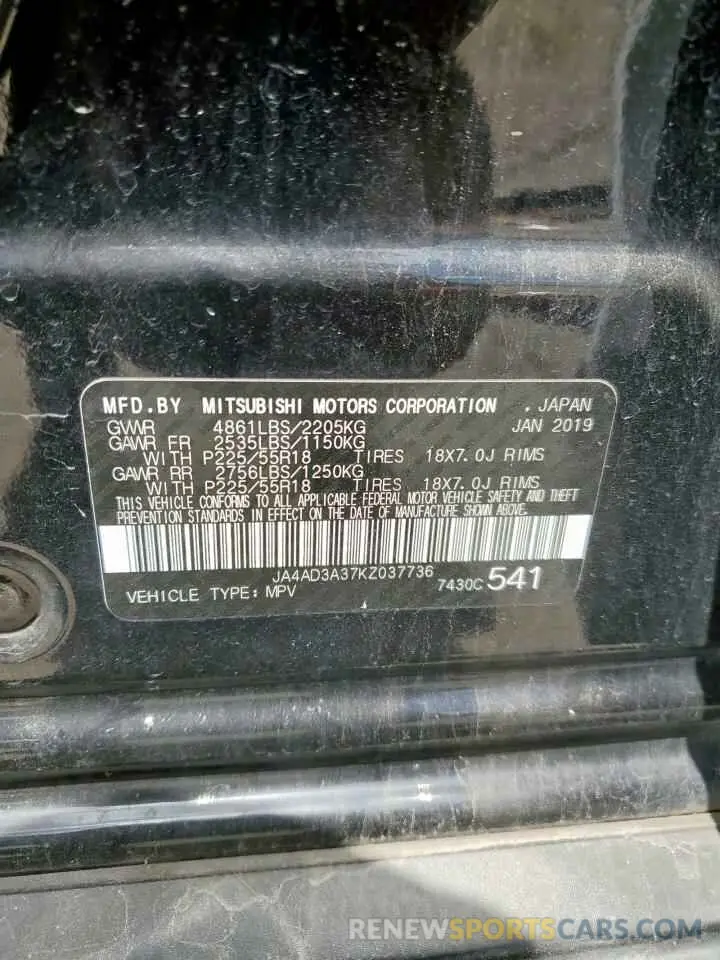 MFD.BY MITSUBISHI MOTORS CORPORATION . JAPAN
GVWR 4861LBS/2205KG JAN 2019
GAWR FR 2535LBS/1150KG
WITH P225/55R18 TIRES 18X7.0J RIMS
GAWR RR 2756LBS/1250KG
WITH P225/55R18 TIRES 18X7.0J RIMS
THIS VEHICLE CONFORMS TO ALL APPLICABLE FEDERAL MOTOR VEHICLE SAFETY AND THEFT
PREVENTION STANDARDS IN EFFECT ON THE DATE OF MANUFACTURE SHOWN ABOVE.
JA4AD3A37KZ037736
VEHICLE TYPE: MPV 7430C 541
RENEWSPORTSCARS.COM